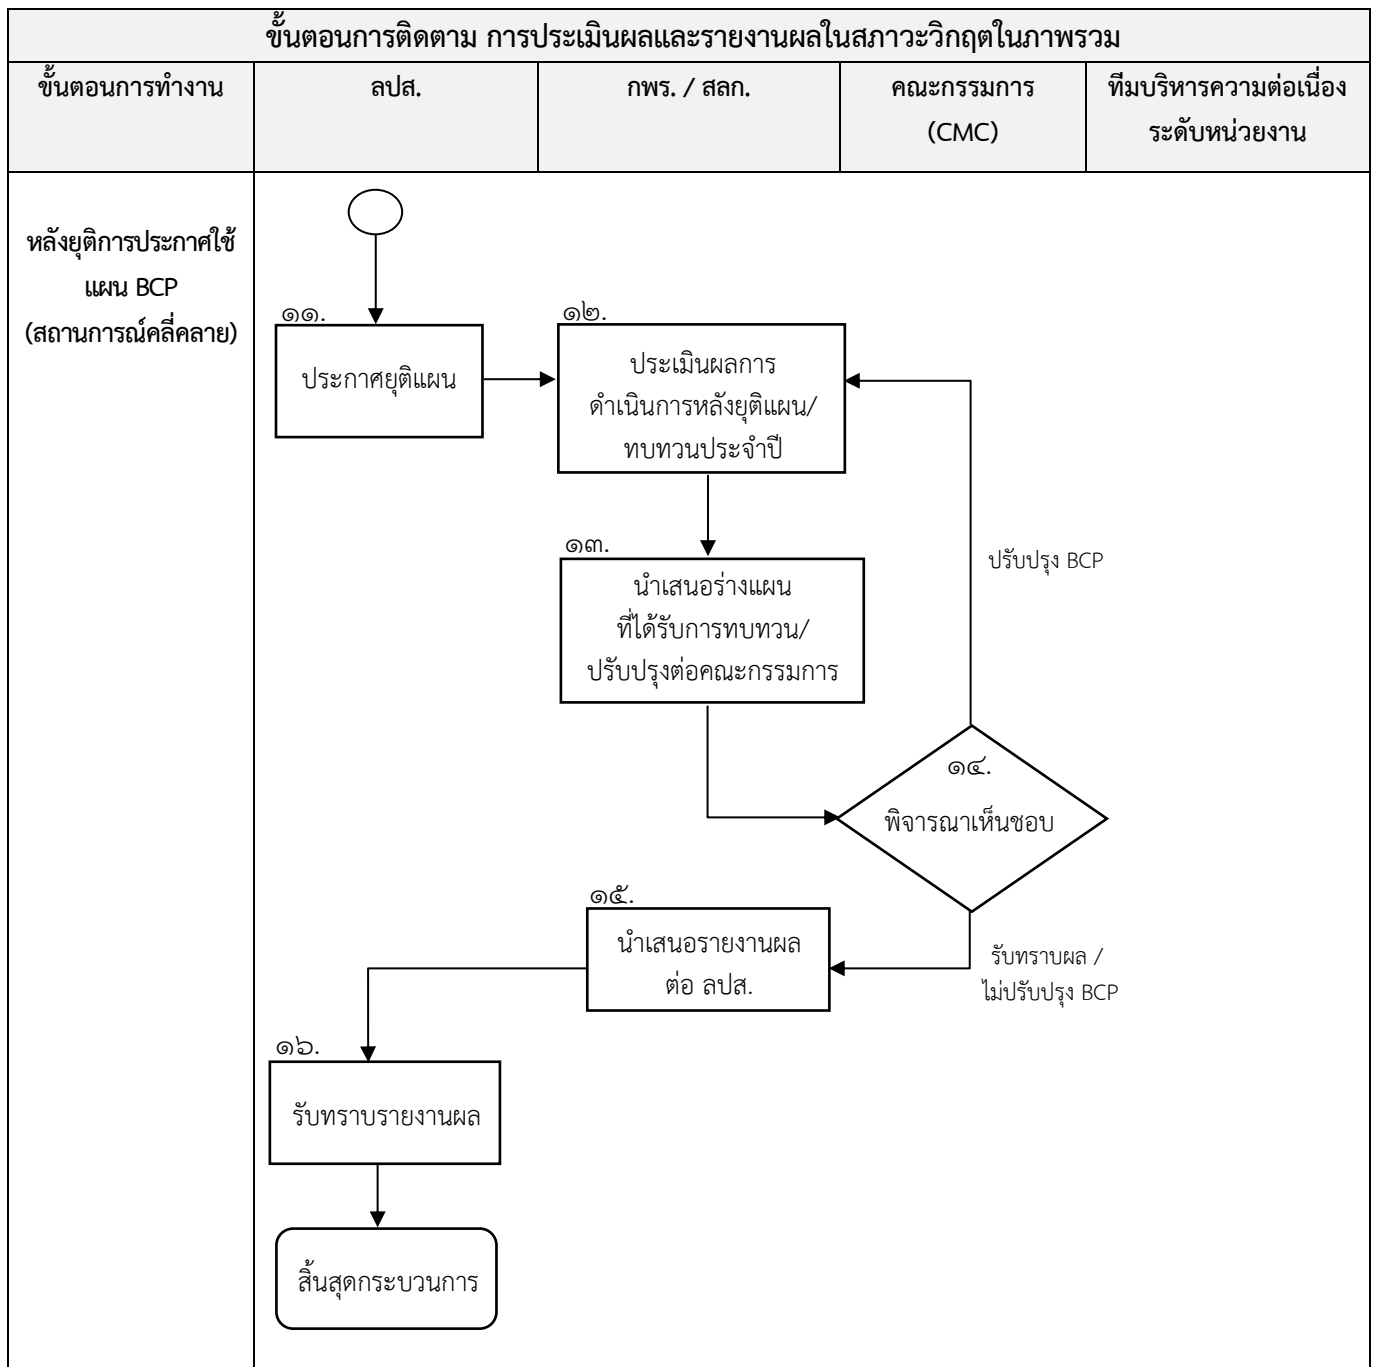 ขั้นตอนการติดตาม การประเมินผลและรายงานผลในสภาวะวิกฤตในภาพรวม
ขั้นตอนการทำงาน
ลปส.
กพร. / สลก.
คณะกรรมการ
(CMC)
ทีมบริหารความต่อเนื่อง
ระดับหน่วยงาน
หลังยุติการประกาศใช้
แผน BCP
(สถานการณ์คลี่คลาย)
๑๑.
ประกาศยุติแผน
๑๒.
ประเมินผลการ
ดำเนินการหลังยุติแผน/
ทบทวนประจำปี
๑๓.
นำเสนอร่างแผน
ที่ได้รับการทบทวน/
ปรับปรุงต่อคณะกรรมการ
ปรับปรุง BCP
๑๔.
พิจารณาเห็นชอบ
รับทราบผล /
ไม่ปรับปรุง BCP
๑๕.
นำเสนอรายงานผล
ต่อ ลปส.
๑๖.
รับทราบรายงานผล
สิ้นสุดกระบวนการ